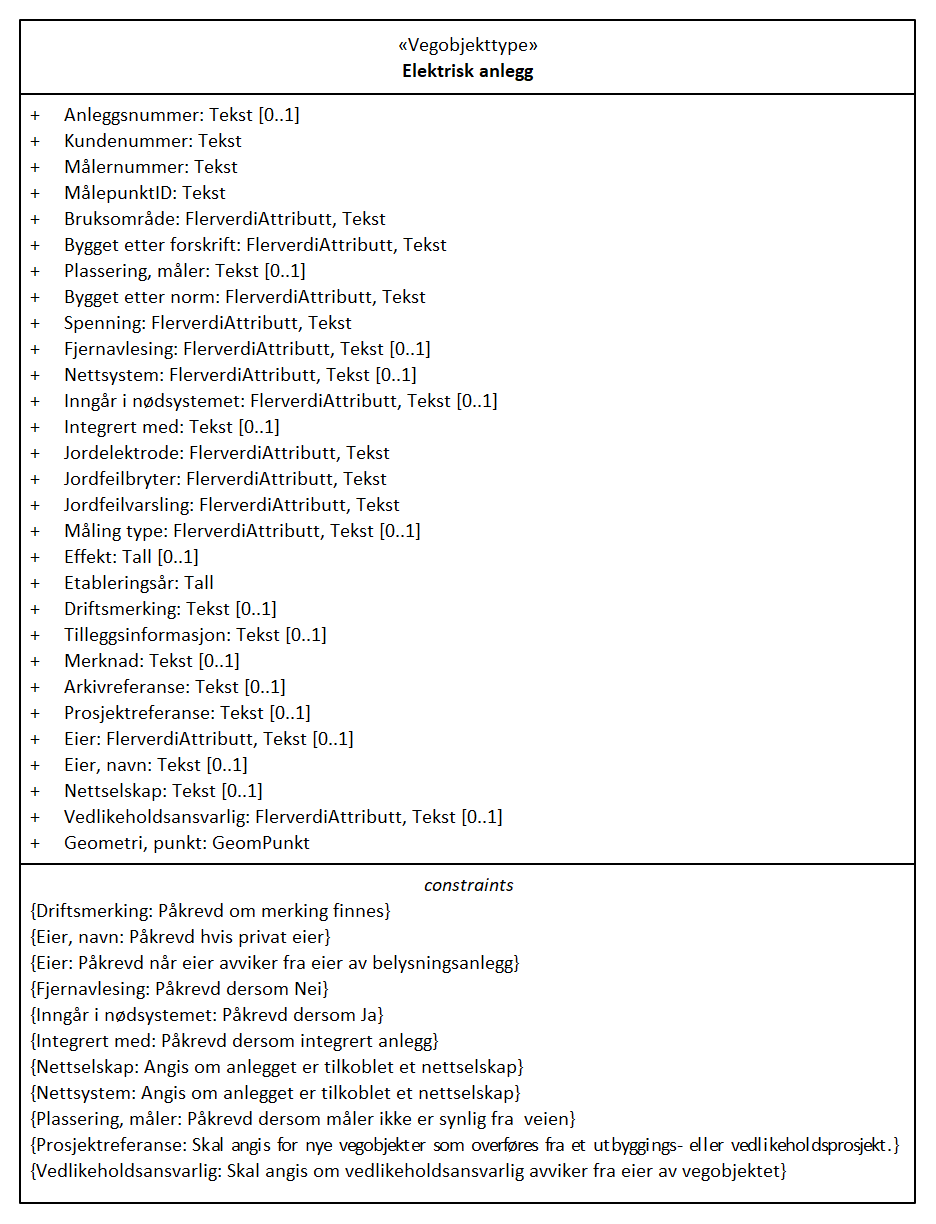 «Vegobjekttype»
Elektrisk anlegg
+ Anleggsnummer: Tekst [0..1]
+ Kundenummer: Tekst
+ Målernummer: Tekst
+ MålepunktID: Tekst
+ Bruksområde: FlerverdiAttributt, Tekst
+ Bygget etter forskrift: FlerverdiAttributt, Tekst
+ Plassering, måler: Tekst [0..1]
+ Bygget etter norm: FlerverdiAttributt, Tekst
+ Spenning: FlerverdiAttributt, Tekst
+ Fjernavlesing: FlerverdiAttributt, Tekst [0..1]
+ Nettsystem: FlerverdiAttributt, Tekst [0..1]
+ Inngår i nødsystemet: FlerverdiAttributt, Tekst [0..1]
+ Integrert med: Tekst [0..1]
+ Jordelektrode: FlerverdiAttributt, Tekst
+ Jordfeilbryter: FlerverdiAttributt, Tekst
+ Jordfeilvarsling: FlerverdiAttributt, Tekst
+ Måling type: FlerverdiAttributt, Tekst [0..1]
+ Effekt: Tall [0..1]
+ Etableringsår: Tall
+ Driftsmerking: Tekst [0..1]
+ Tilleggsinformasjon: Tekst [0..1]
+ Merknad: Tekst [0..1]
+ Arkivreferanse: Tekst [0..1]
+ Prosjektreferanse: Tekst [0..1]
+ Eier: FlerverdiAttributt, Tekst [0..1]
+ Eier, navn: Tekst [0..1]
+ Nettselskap: Tekst [0..1]
+ Vedlikeholdsansvarlig: FlerverdiAttributt, Tekst [0..1]
+ Geometri, punkt: GeomPunkt
constraints
{Driftsmerking: Påkrevd om merking finnes}
{Eier, navn: Påkrevd hvis privat eier}
{Eier: Påkrevd når eier avviker fra eier av belysningsanlegg}
{Fjernavlesing: Påkrevd dersom Nei}
{Inngår i nødsystemet: Påkrevd dersom Ja}
{Integrert med: Påkrevd dersom integrert anlegg}
{Nettselskap: Angis om anlegget er tilkoblet et nettselskap}
{Nettsystem: Angis om anlegget er tilkoblet et nettselskap}
{Plassering, måler: Påkrevd dersom måler ikke er synlig fra veien}
{Prosjektreferanse: Skal angis for nye vegobjekter som overføres fra et utbyggings- eller vedlikeholdsprosjekt.}
{Vedlikeholdsansvarlig: Skal angis om vedlikeholdsansvarlig avviker fra eier av vegobjektet}